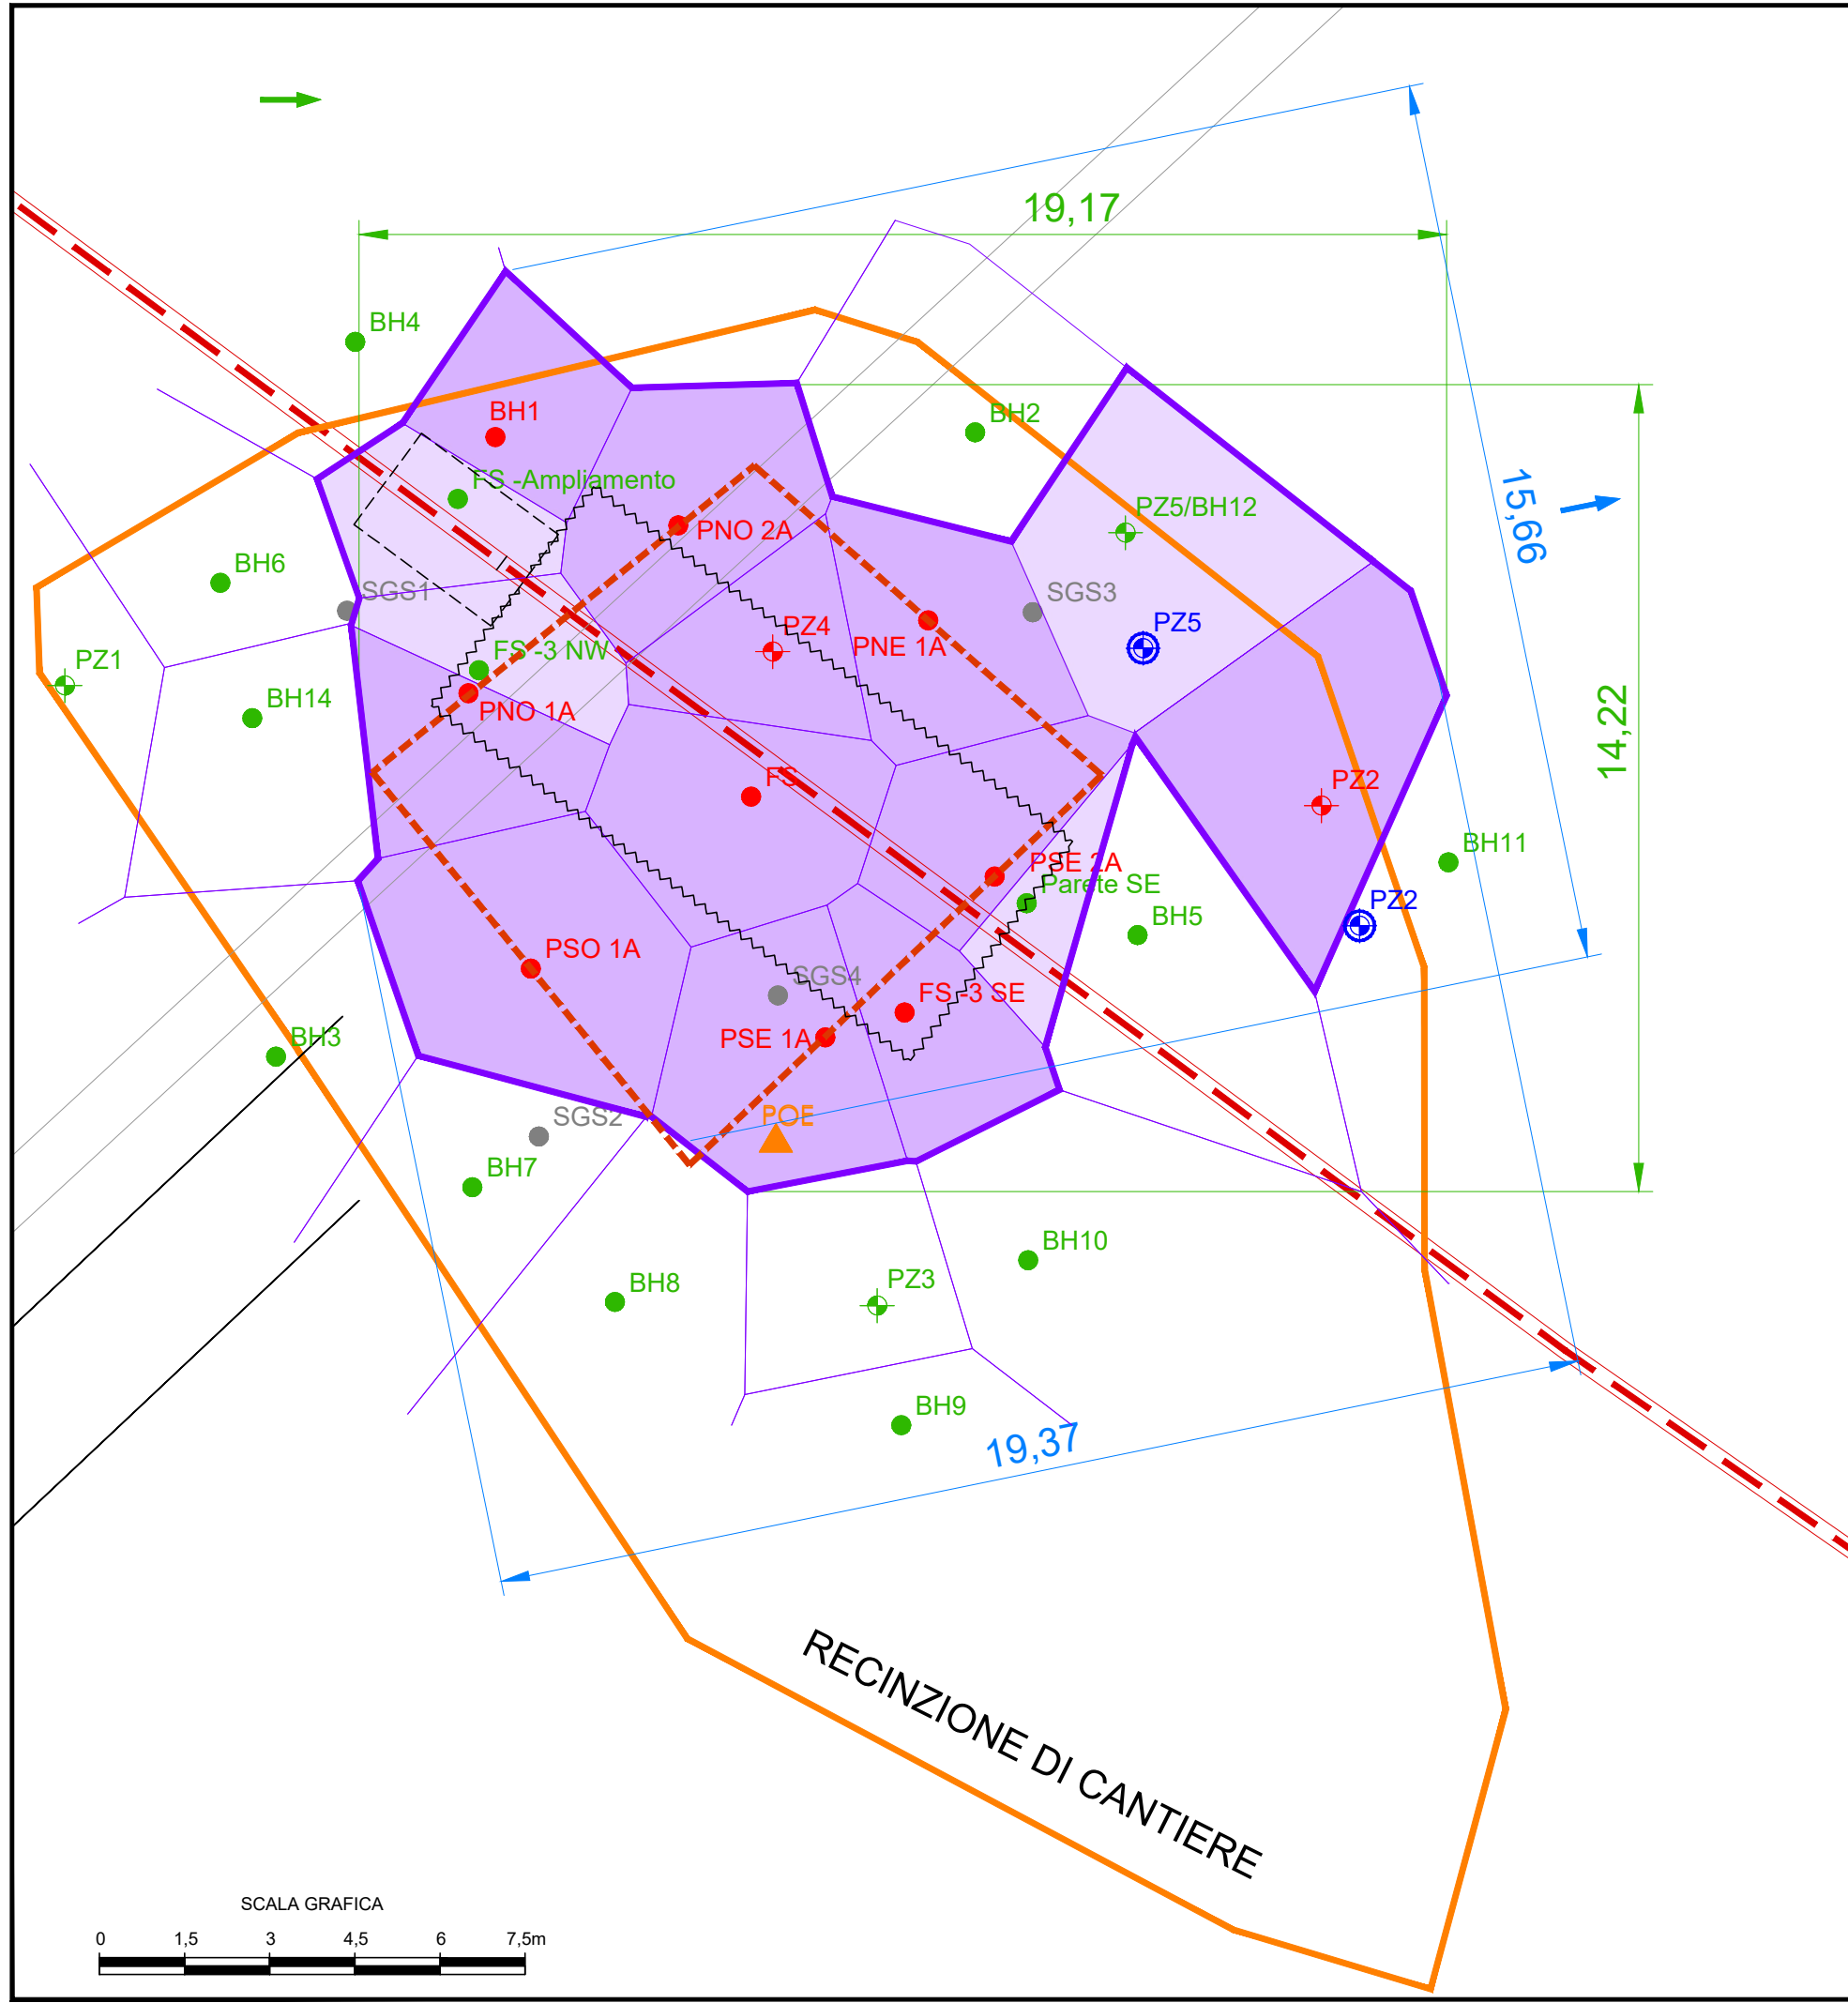 19,17
BH4
BH1
BH2
FS -Ampliamento
15,66
PZ5/BH12
PNO 2A
BH6
SGS1
SGS3
PZ5
PZ4
PNE 1A
FS -3 NW
PZ1
BH14
PNO 1A
14,22
FS
PZ2
BH11
PSE 2A
Parete SE
PZ2
BH5
PSO 1A
SGS4
FS -3 SE
PSE 1A
BH3
SGS2
POE
BH7
BH10
BH8
PZ3
BH9
19,37
RECINZIONE DI CANTIERE
SCALA GRAFICA
0 1,5 3 4,5 6 7,5m